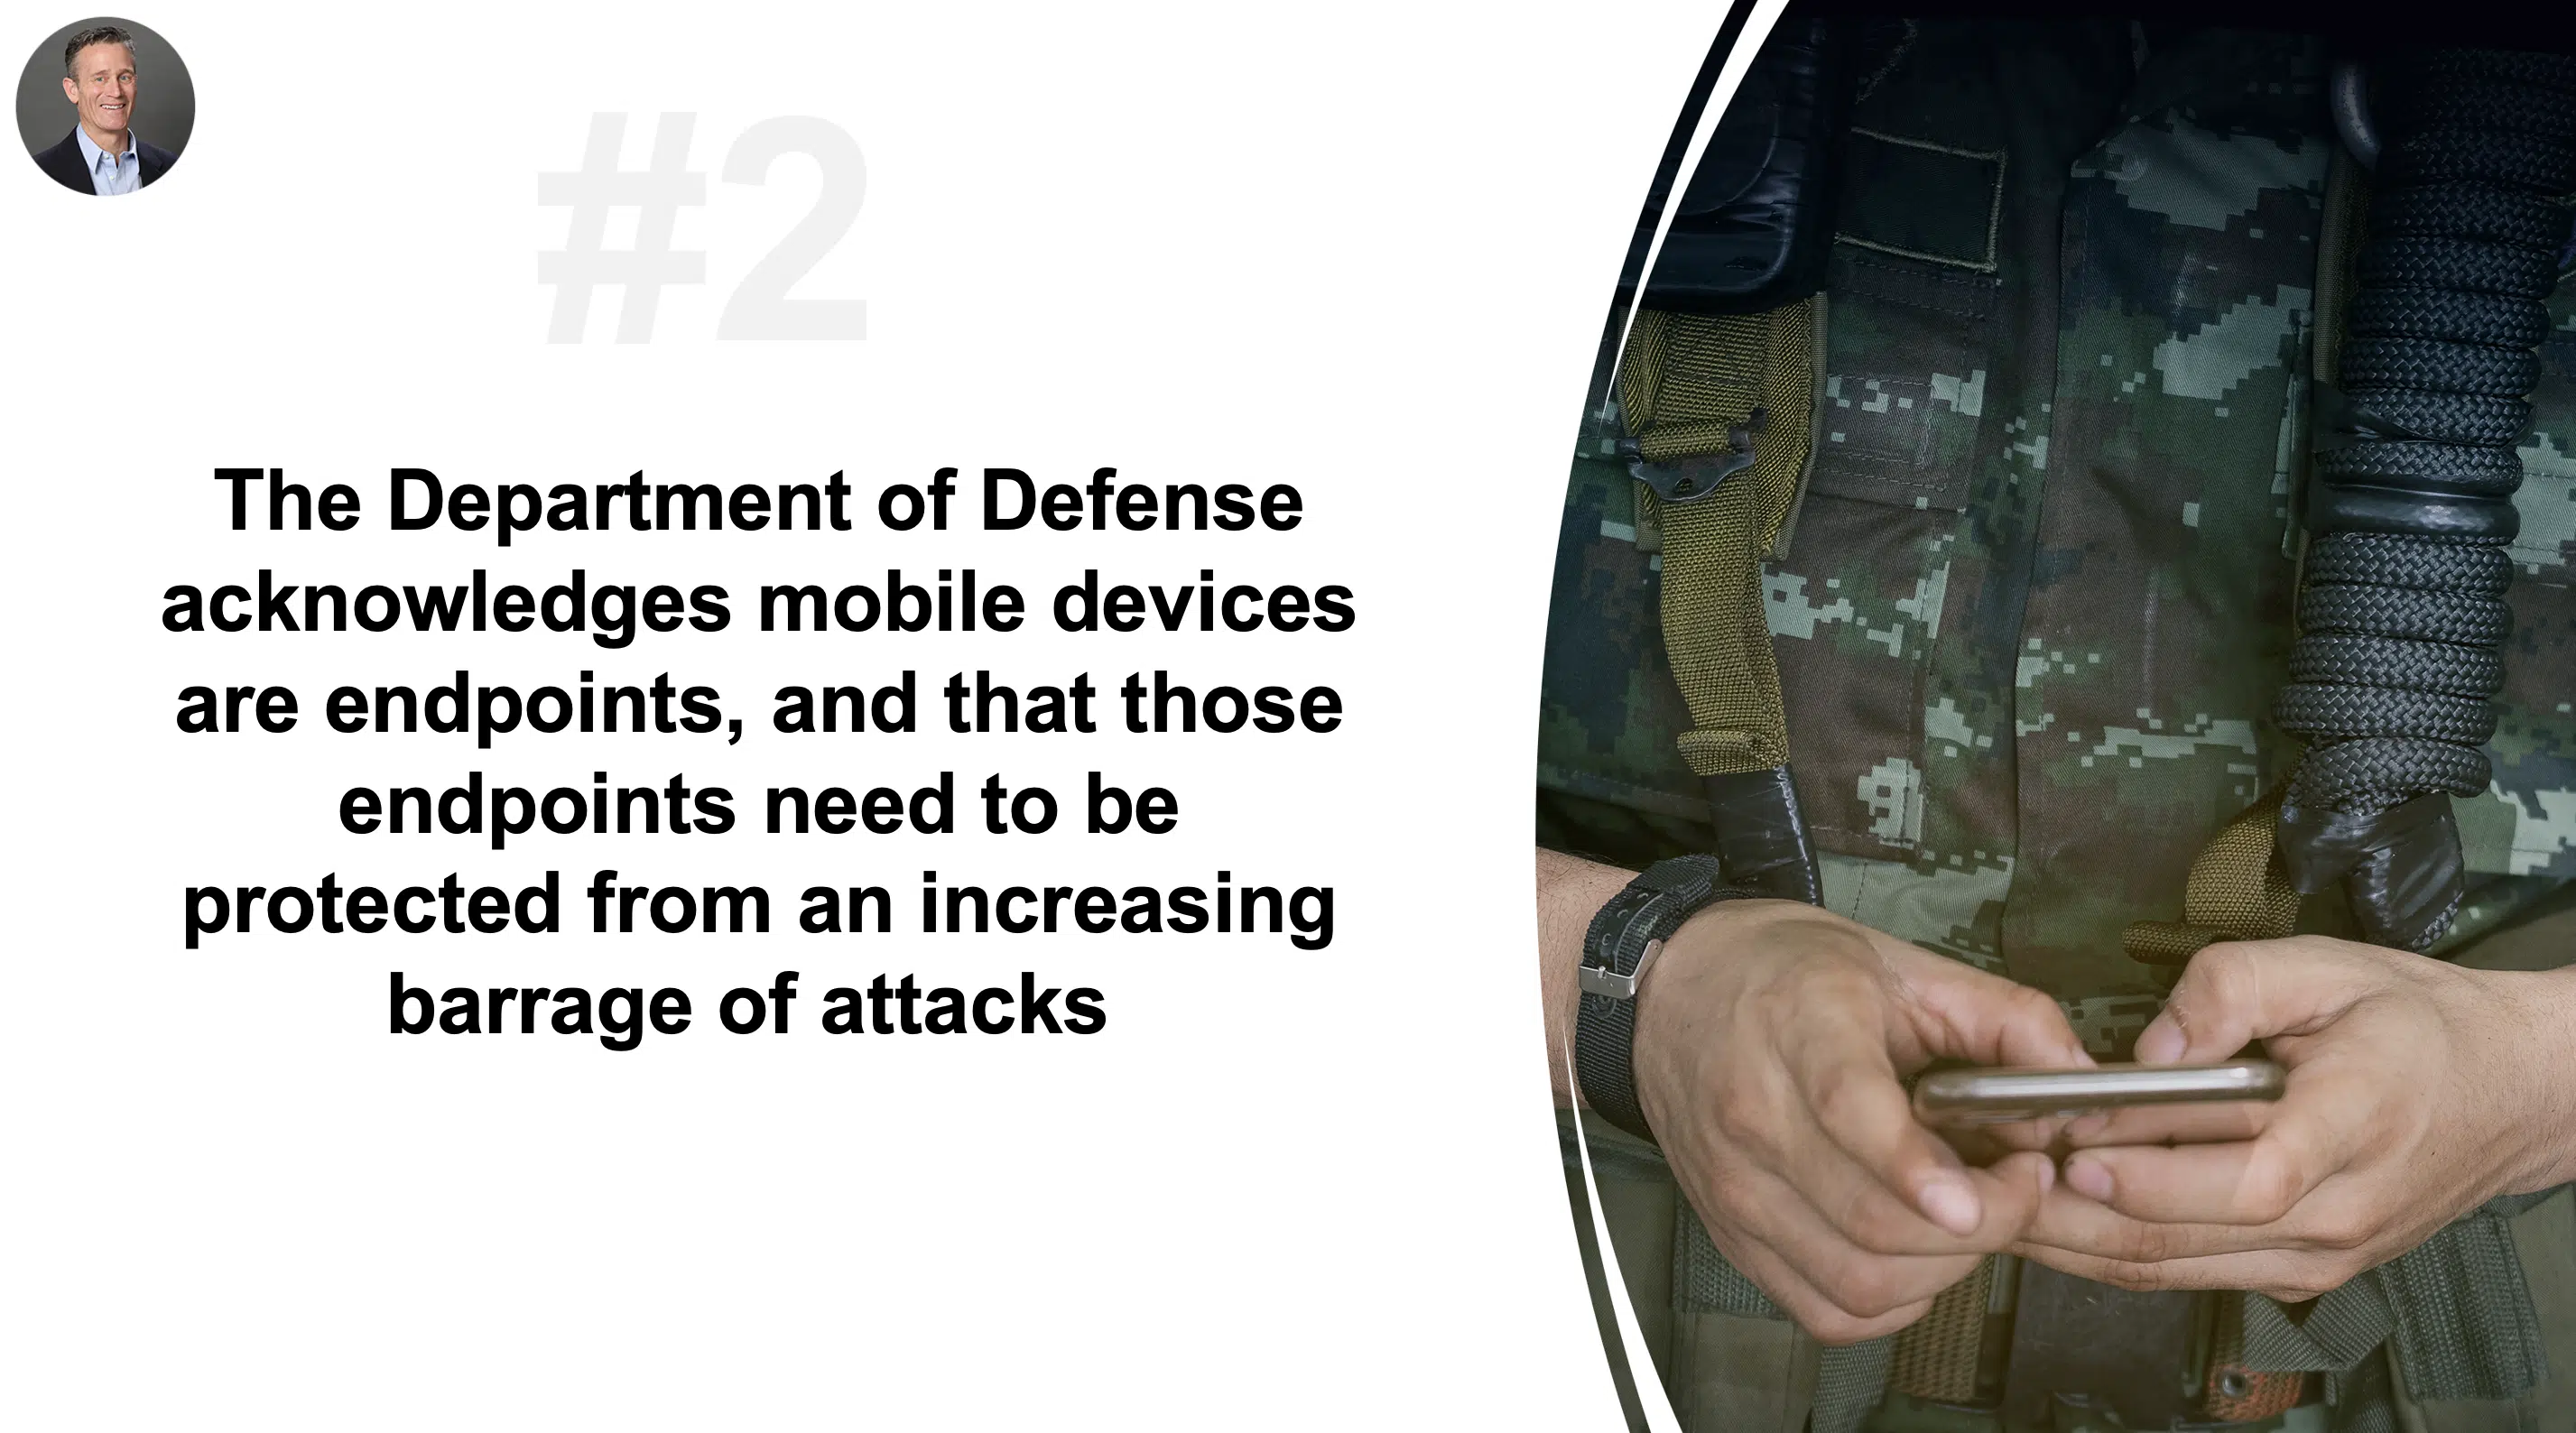 #2
The Department of Defense
acknowledges mobile devices
are endpoints, and that those
endpoints need to be
protected from an increasing
barrage of attacks